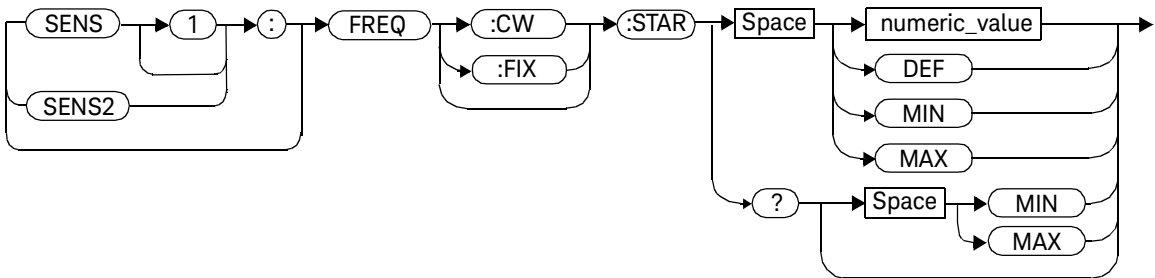 SENS 1 : FREQ :CW :STAR Space numeric_value
:FIX DEF
SENS2 MIN
MAX
? Space MIN
MAX